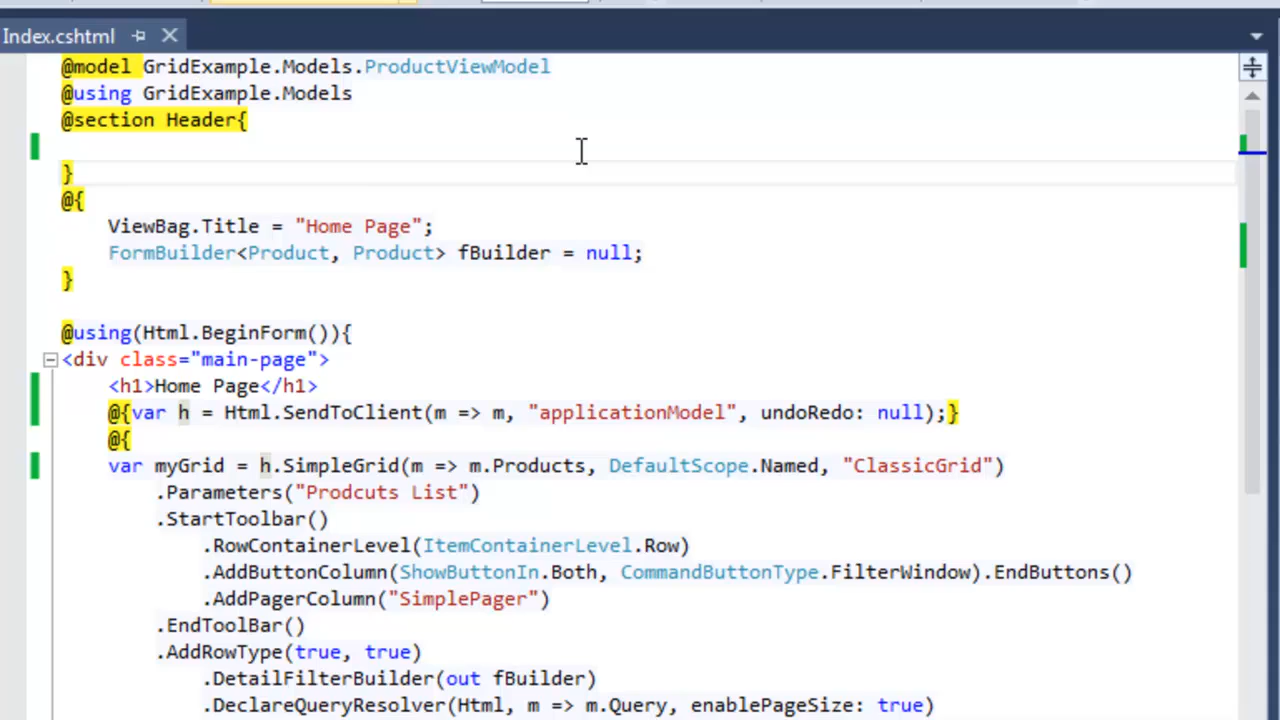 Index.cshtml
@model GridExample.Models.ProductViewModel
@using GridExample.Models
@section Header{
}
@{
ViewBag.Title = "Home Page";
FormBuilder<Product, Product> fBuilder = null;
}
@using(Html.BeginForm()){
<div class="main-page">
<h1>Home Page</h1>
@{var h = Html.SendToClient(m => m, "applicationModel", undoRedo: null);}
@{
var myGrid = h.SimpleGrid(m => m.Products, DefaultScope.Named, "ClassicGrid")
.Parameters("Prodcuts List")
.StartToolbar()
.RowContainerLevel(ItemContainerLevel.Row)
.AddButtonColumn(ShowButtonIn.Both, CommandButtonType.FilterWindow).EndButtons()
.AddPagerColumn("SimplePager")
.EndToolBar()
.AddRowType(true, true)
.DetailFilterBuilder(out fBuilder)
.DeclareQueryResolver(Html, m => m.Query, enablePageSize: true)